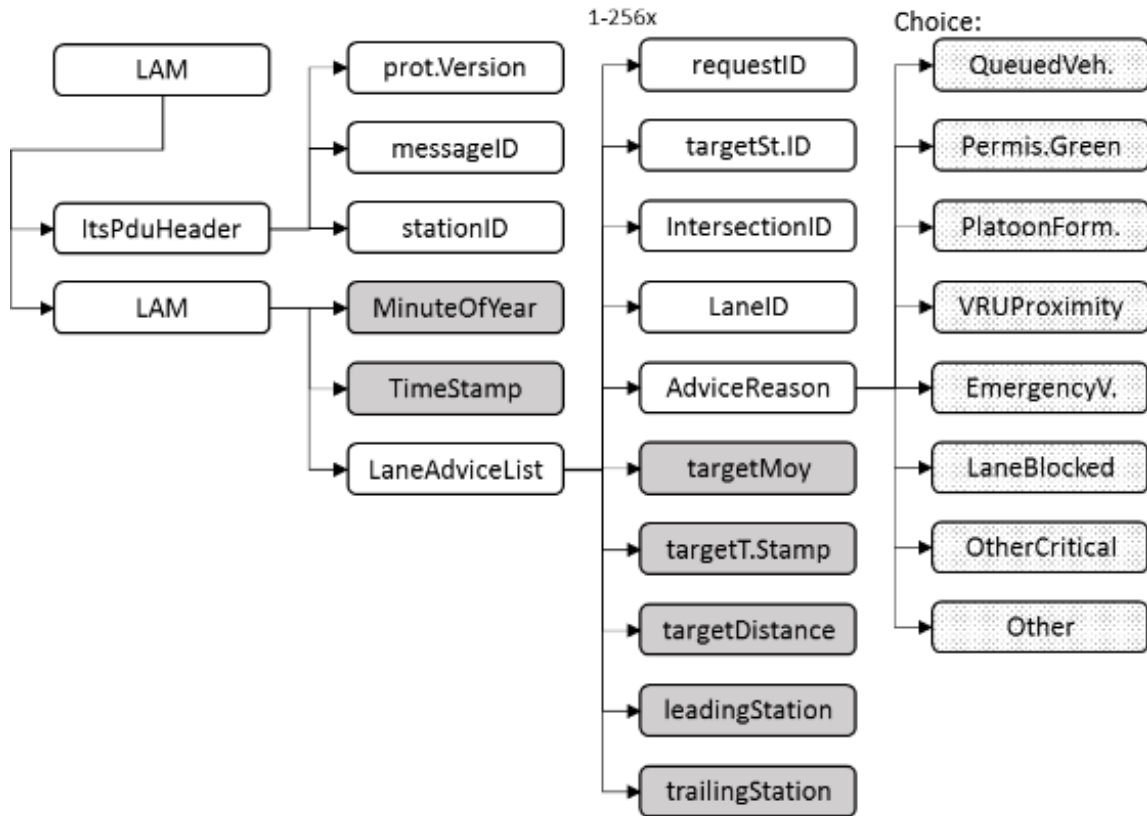 1-256x
Choice:
LAM
prot.Version
requestID
QueuedVeh.
messageID
targetSt.ID
Permis.Green
ItsPduHeader
stationID
IntersectionID
PlatoonForm.
LAM
MinuteOfYear
LaneID
VRUProximity
TimeStamp
AdviceReason
EmergencyV.
LaneAdviceList
targetMoy
LaneBlocked
targetT.Stamp
OtherCritical
targetDistance
Other
leadingStation
trailingStation